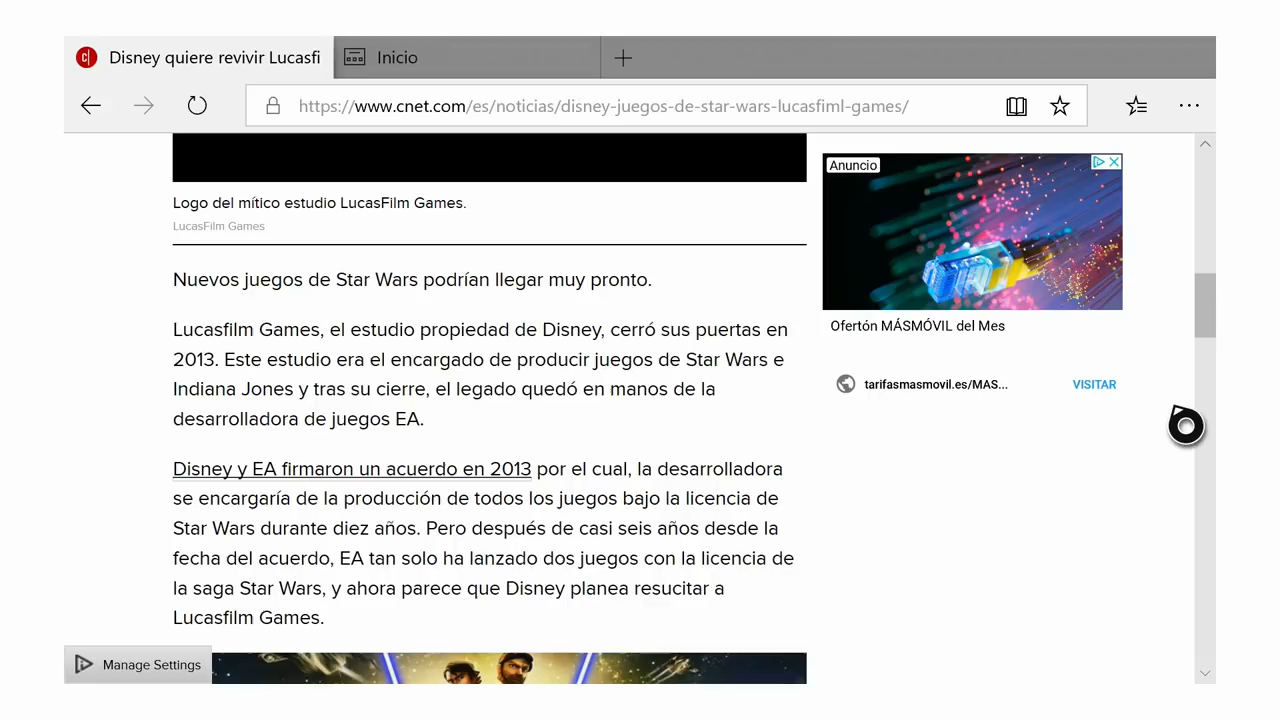 Disney quiere revivir Lucasfi
Inicio
https://www.cnet.com/es/noticias/disney-juegos-de-star-wars-lucasfiml-games/
Anuncio
Logo del mítico estudio LucasFilm Games.
LucasFilm Games
Nuevos juegos de Star Wars podrían llegar muy pronto.
Lucasfilm Games, el estudio propiedad de Disney, cerró sus puertas en
2013. Este estudio era el encargado de producir juegos de Star Wars e
Indiana Jones y tras su cierre, el legado quedó en manos de la
desarrolladora de juegos EA.
Disney y EA firmaron un acuerdo en 2013 por el cual, la desarrolladora
se encargaría de la producción de todos los juegos bajo la licencia de
Star Wars durante diez años. Pero después de casi seis años desde la
fecha del acuerdo, EA tan solo ha lanzado dos juegos con la licencia de
la saga Star Wars, y ahora parece que Disney planea resucitar a
Lucasfilm Games.
Ofertón MÁSMÓVIL del Mes
tarifasmasmovil.es/MAS...
VISITAR
Manage Settings